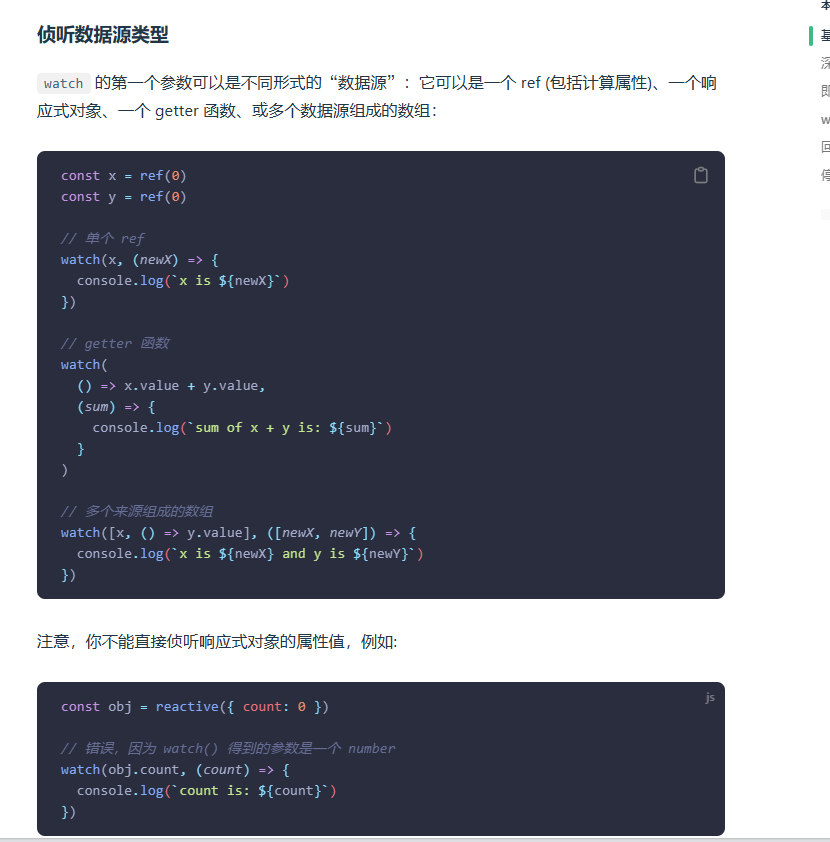 侦听数据源类型
watch 的第一个参数可以是不同形式的“数据源”：它可以是一个 ref (包括计算属性)、一个响
应式对象、一个 getter 函数、或多个数据源组成的数组：
const x = ref(0)
const y = ref(0)
// 单个 ref
watch(x, (newX) => {
  console.log(`x is ${newX}`)
})
// getter 函数
watch(
  () => x.value + y.value,
  (sum) => {
    console.log(`sum of x + y is: ${sum}`)
  }
)
// 多个来源组成的数组
watch([x, () => y.value], ([newX, newY]) => {
  console.log(`x is ${newX} and y is ${newY}`)
})
注意，你不能直接侦听响应式对象的属性值，例如:
js
const obj = reactive({ count: 0 })
// 错误，因为 watch() 得到的参数是一个 number
watch(obj.count, (count) => {
  console.log(`count is: ${count}`)
})